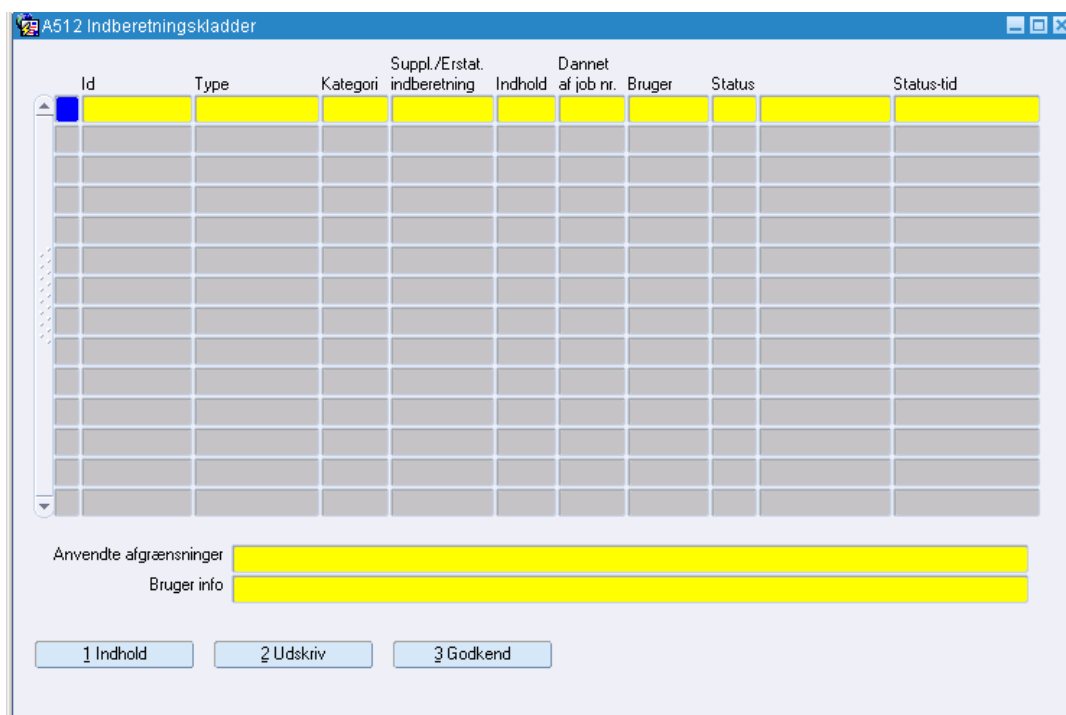 A512 Indberetningskladder
Suppl./Erstat. Dannet
Id Type Kategori indberetning Indhold af job nr. Bruger Status Status-tid
Anvendte afgrænsninger
Bruger info
1 Indhold 2 Udskriv 3 Godkend